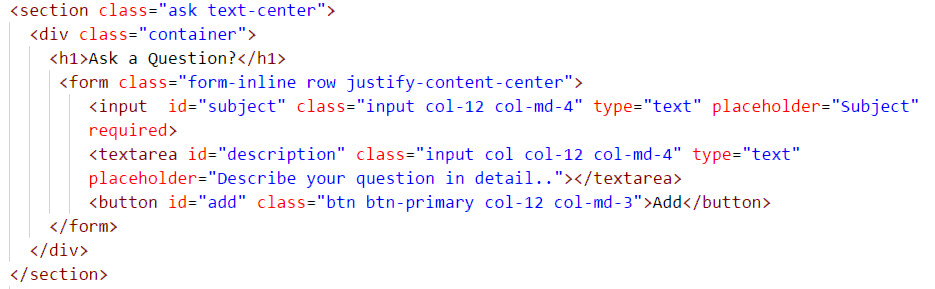 <section class="ask text-center">
<div class="container">
<h1>Ask a Question?</h1>
<form class="form-inline row justify-content-center">
<input  id="subject" class="input col-12 col-md-4" type="text" placeholder="Subject"
required>
<textarea id="description" class="input col col-12 col-md-4" type="text"
placeholder="Describe your question in detail.."></textarea>
<button id="add" class="btn btn-primary col-12 col-md-3">Add</button>
</form>
</div>
</section>